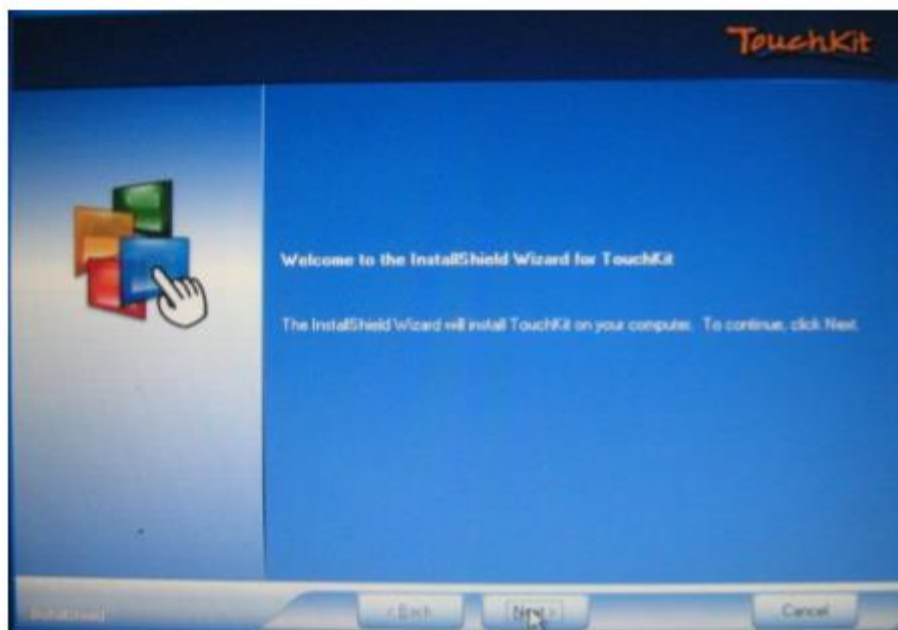 TouchKit
Welcome to the InstallShield Wizard for TouchKit
The InstallShield Wizard will install TouchKit on your computer. To continue, click Next.
InstallShield
< Back
Next >
Cancel